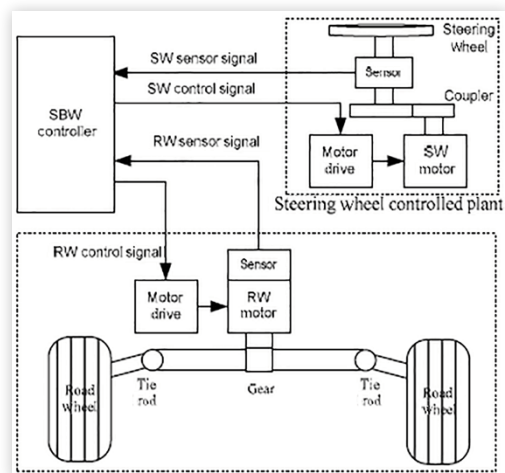 SW sensor signal
Steering
wheel
Sensor
SW control signal
SBW
controller
Coupler
RW sensor signal
Motor
drive
SW
motor
Steering wheel controlled plant
RW control signal
Sensor
Motor
drive
RW
motor
Road
wheel
Tie
rod
Gear
Tie
rod
Road
wheel